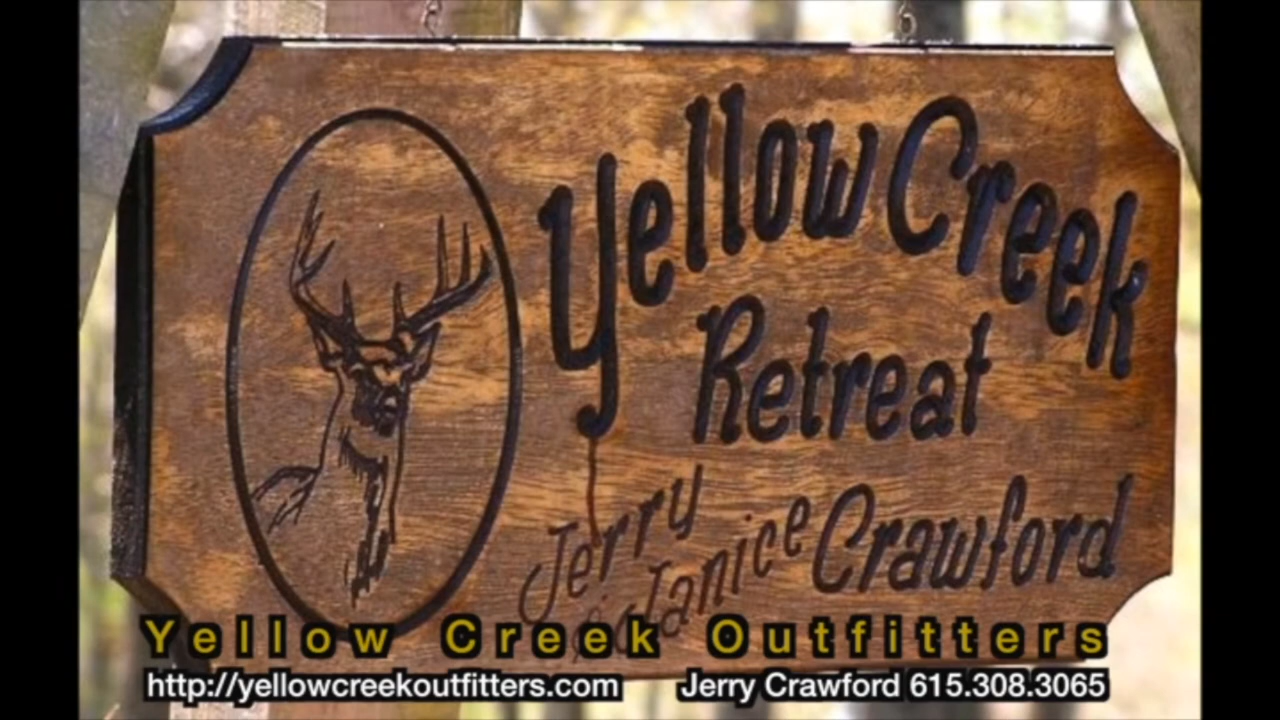 Yellow Creek
Retreat
Jerry
& Janice Crawford
Yellow Creek Outfitters
http://yellowcreekoutfitters.com Jerry Crawford 615.308.3065